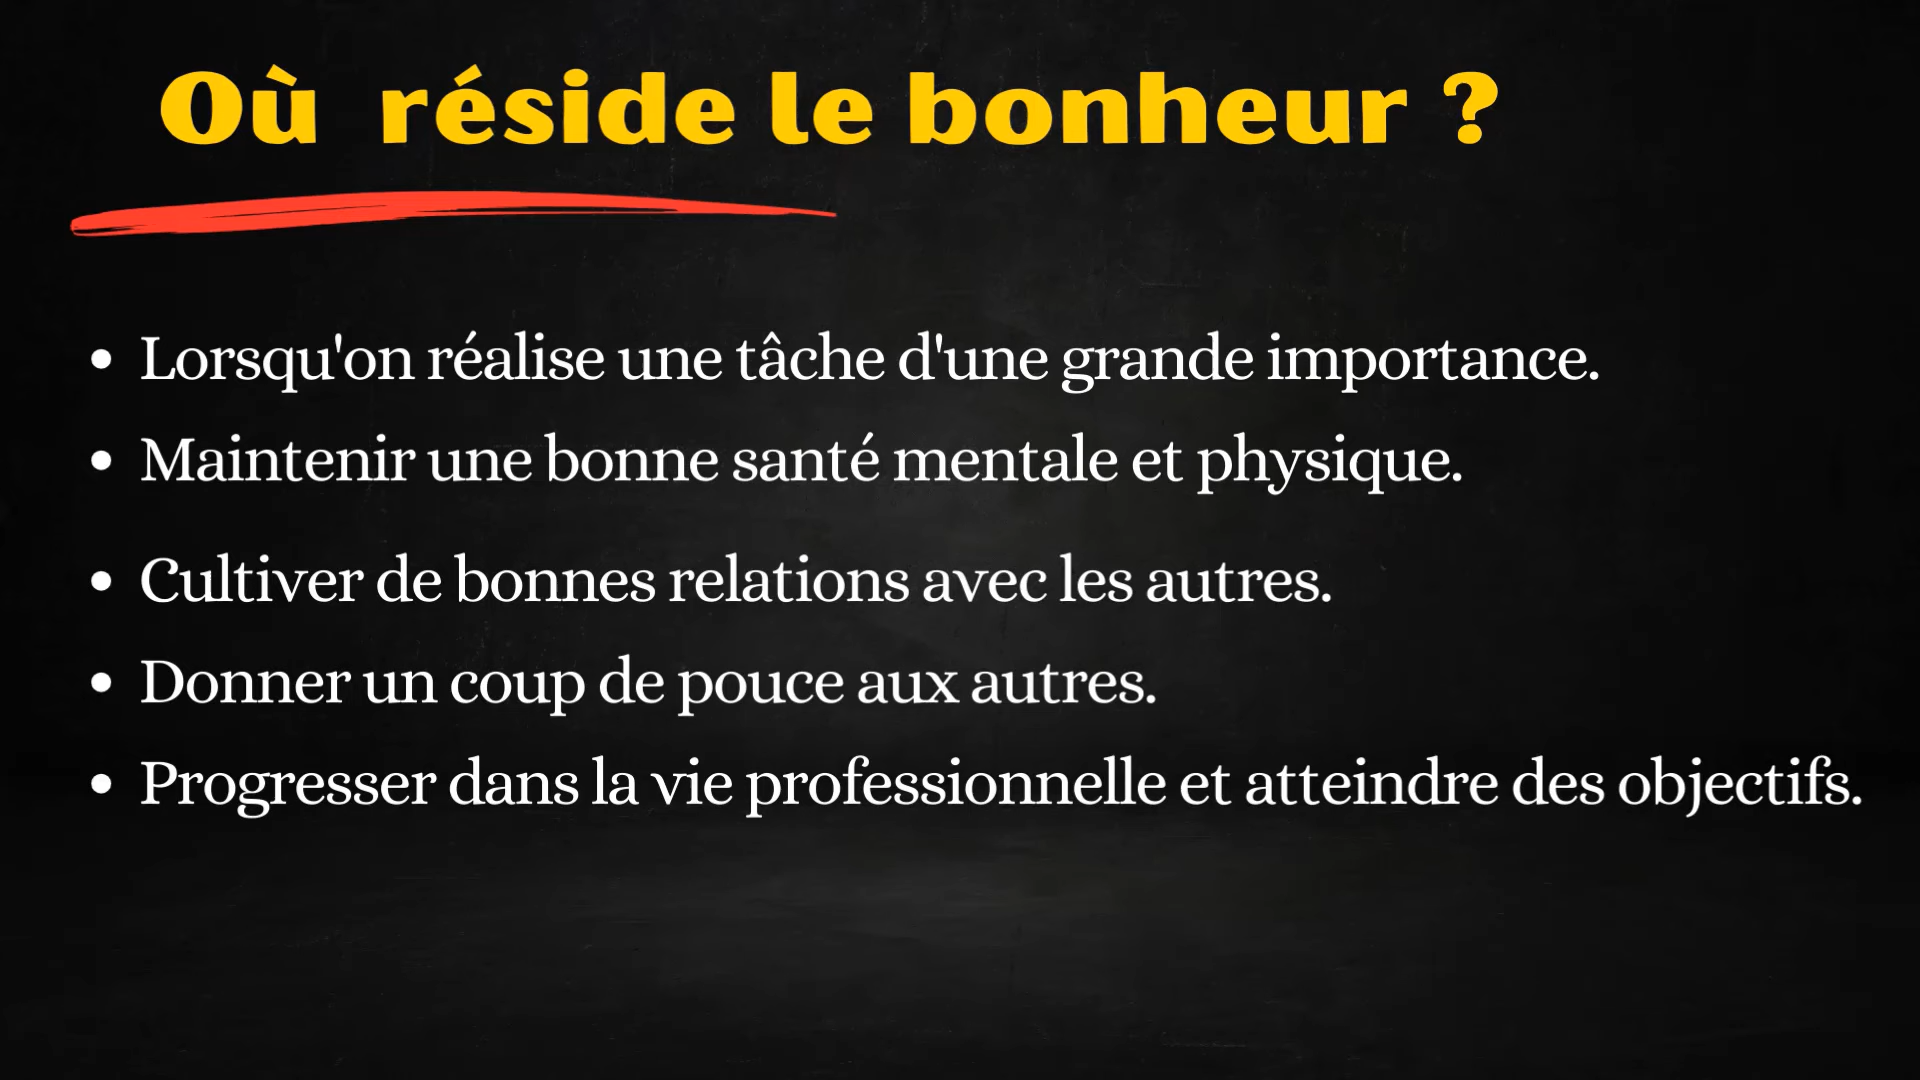 Où réside le bonheur ?
• Lorsqu'on réalise une tâche d'une grande importance.
• Maintenir une bonne santé mentale et physique.
• Cultiver de bonnes relations avec les autres.
• Donner un coup de pouce aux autres.
• Progresser dans la vie professionnelle et atteindre des objectifs.